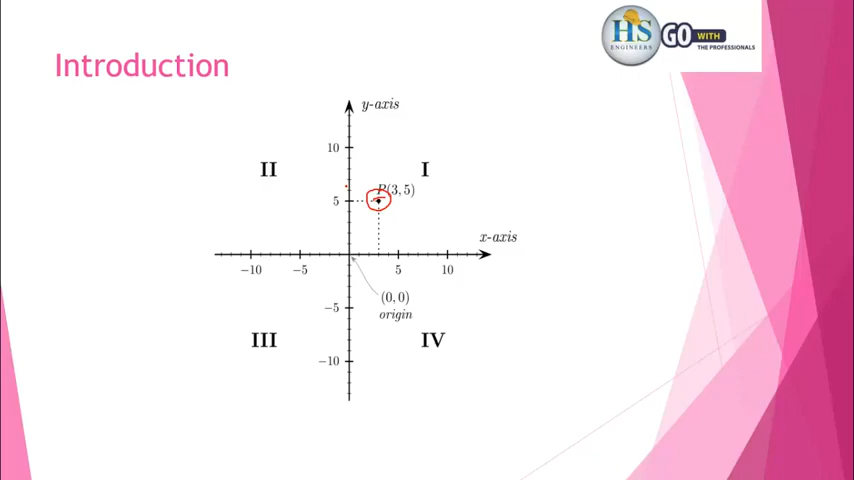 HS
ENGINEERS
GO WITH
THE PROFESSIONALS
Introduction
y-axis
10
II
I
P(3, 5)
5
x-axis
−10
−5
5
10
(0, 0)
origin
−5
III
IV
−10